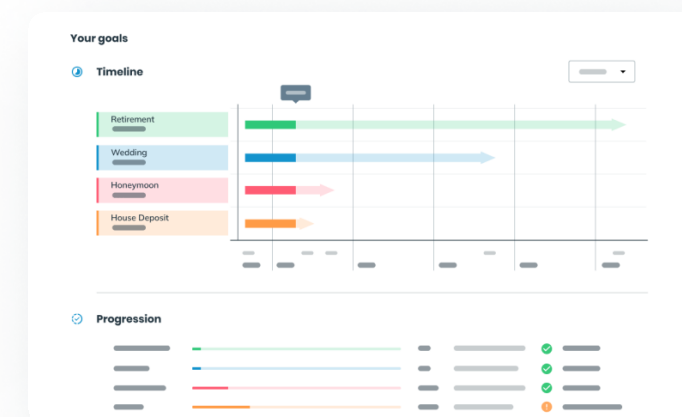 Your goals
Timeline
Retirement
Wedding
Honeymoon
House Deposit
Progression